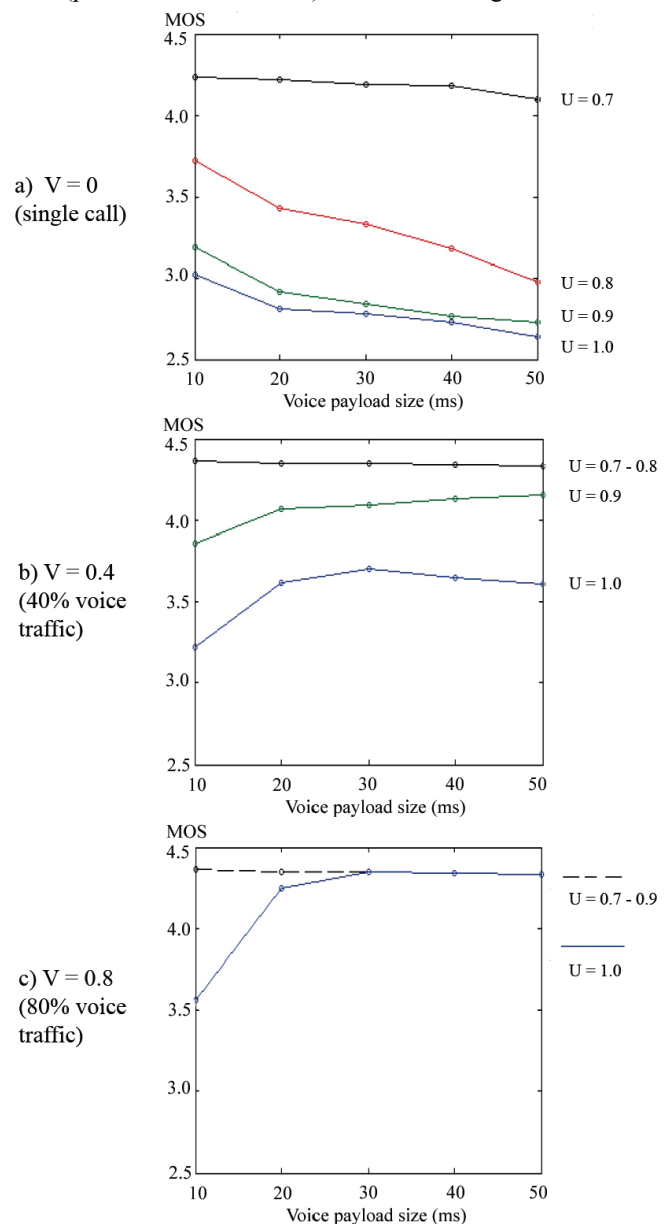 MOS
4.5
4.0
3.5
3.0
2.5
U = 0.7
U = 0.8
U = 0.9
U = 1.0
a) V = 0
(single call)
10 20 30 40 50
Voice payload size (ms)
MOS
4.5
4.0
3.5
3.0
2.5
U = 0.7 - 0.8
U = 0.9
U = 1.0
b) V = 0.4
(40% voice
traffic)
10 20 30 40 50
Voice payload size (ms)
MOS
4.5
4.0
3.5
3.0
2.5
U = 0.7 - 0.9
U = 1.0
c) V = 0.8
(80% voice
traffic)
10 20 30 40 50
Voice payload size (ms)